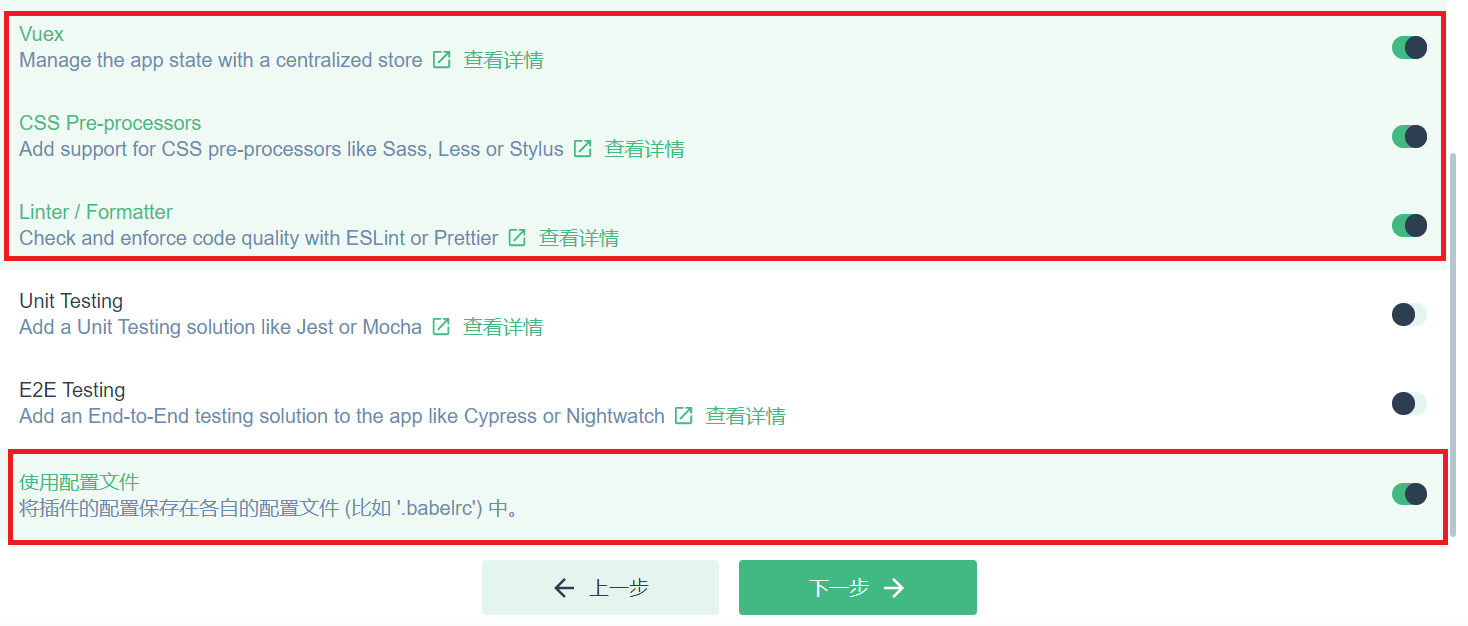 Vuex
Manage the app state with a centralized store 查看详情
CSS Pre-processors
Add support for CSS pre-processors like Sass, Less or Stylus 查看详情
Linter / Formatter
Check and enforce code quality with ESLint or Prettier 查看详情
Unit Testing
Add a Unit Testing solution like Jest or Mocha 查看详情
E2E Testing
Add an End-to-End testing solution to the app like Cypress or Nightwatch 查看详情
使用配置文件
将插件的配置保存在各自的配置文件 (比如 '.babelrc') 中。
上一步 下一步